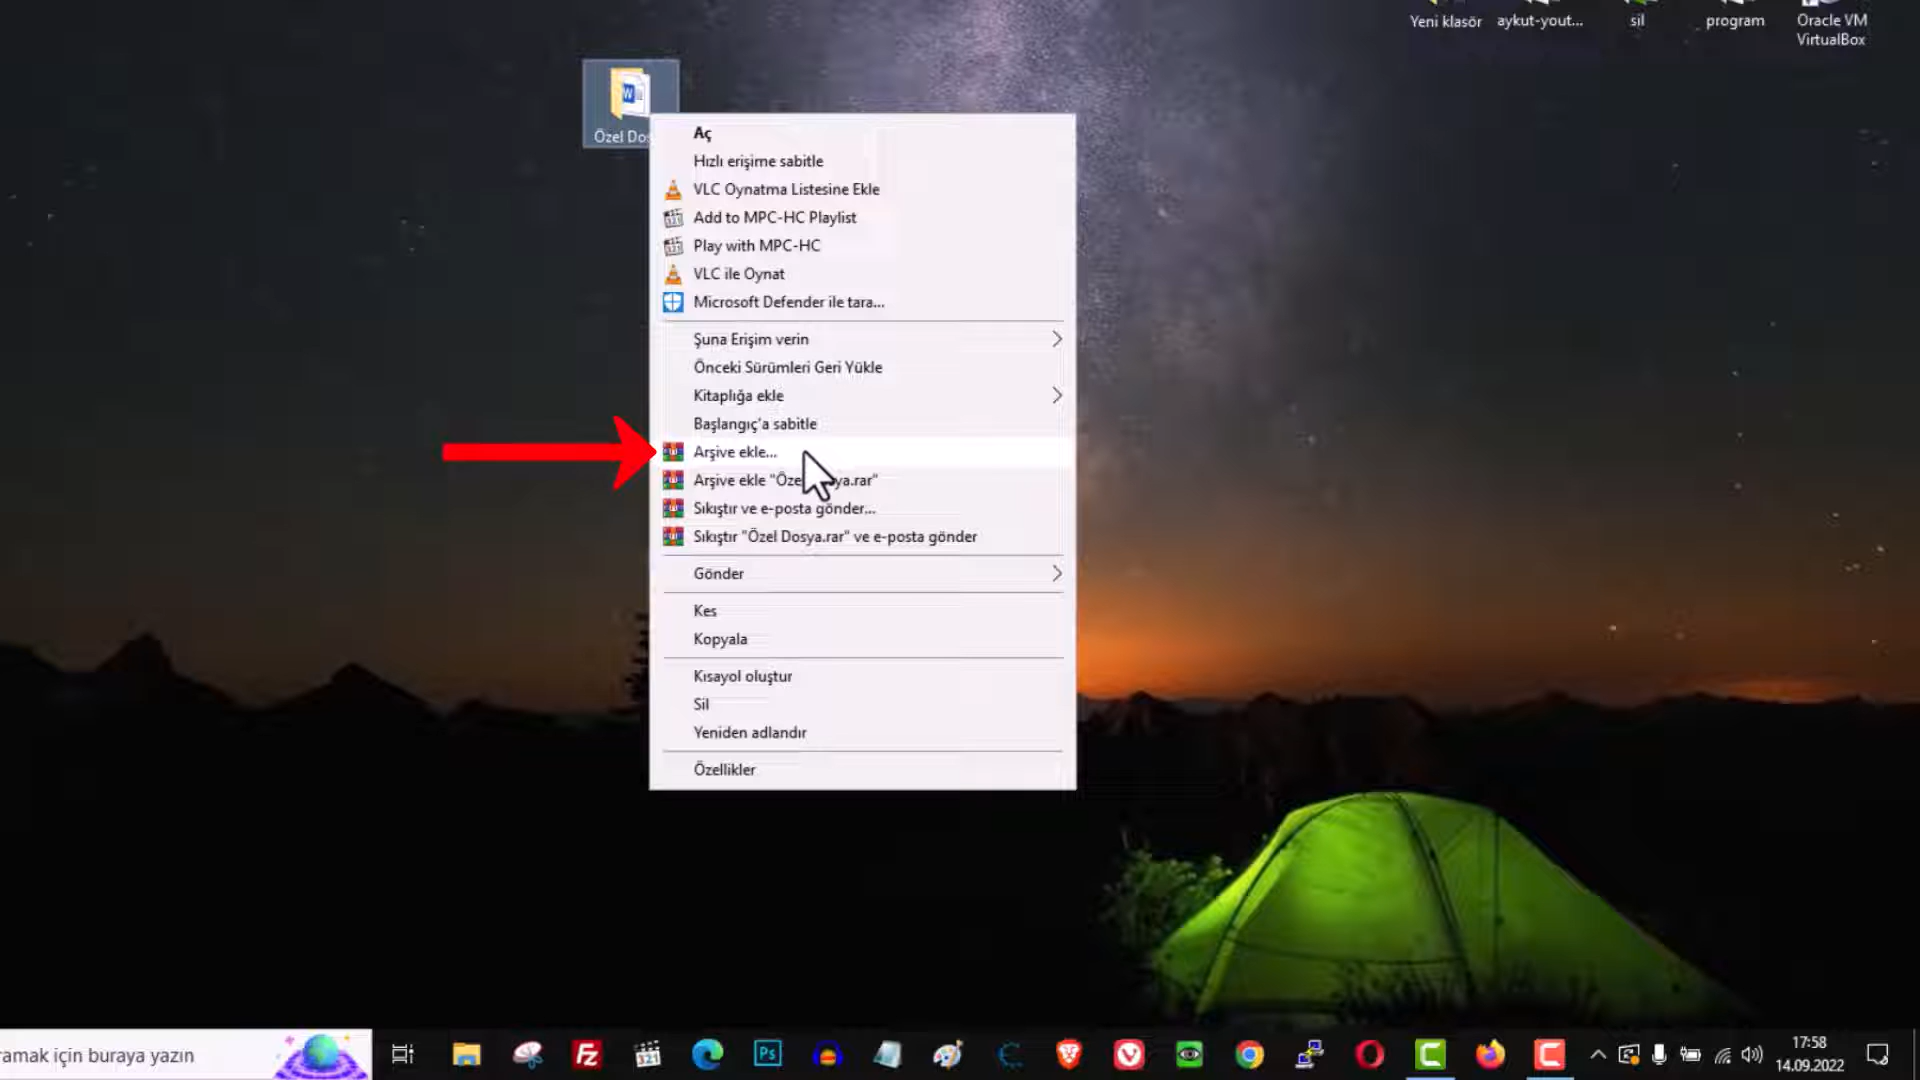 Yeni klasör
aykut-yout...
sil
program
Oracle VM
VirtualBox
Özel Dos
Aç
Hızlı erişime sabitle
VLC Oynatma Listesine Ekle
Add to MPC-HC Playlist
Play with MPC-HC
VLC ile Oynat
Microsoft Defender ile tara...
Şuna Erişim verin
Önceki Sürümleri Geri Yükle
Kitaplığa ekle
Başlangıç'a sabitle
Arşive ekle...
Arşive ekle "Özel Dosya.rar"
Sıkıştır ve e-posta gönder...
Sıkıştır "Özel Dosya.rar" ve e-posta gönder
Gönder
Kes
Kopyala
Kısayol oluştur
Sil
Yeniden adlandır
Özellikler
ramak için buraya yazın
17:58
14.09.2022